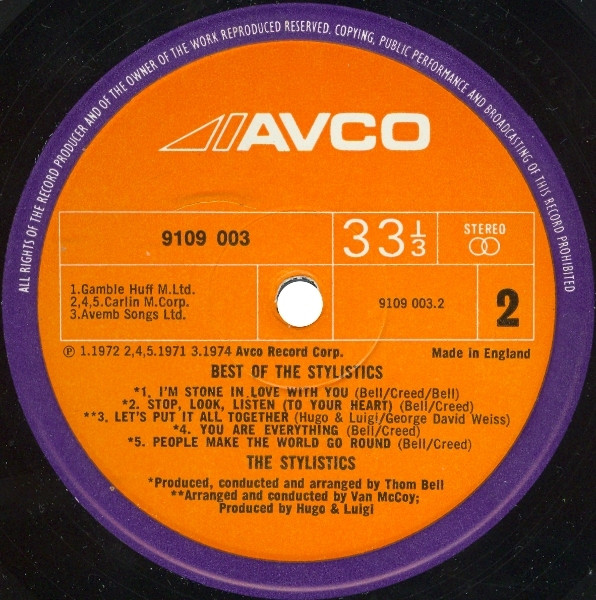 ALL RIGHTS OF THE RECORD PRODUCER AND OF THE OWNER OF THE WORK REPRODUCED RESERVED. COPYING, PUBLIC PERFORMANCE AND BROADCASTING OF THIS RECORD PROHIBITED
AVCO
9109 003
33 1/3
STEREO
1.Gamble Huff M.Ltd.
2,4,5.Carlin M.Corp.
3.Avemb Songs Ltd.
9109 003.2
2
℗ 1.1972 2,4,5.1971 3.1974 Avco Record Corp.
Made in England
BEST OF THE STYLISTICS
*1. I'M STONE IN LOVE WITH YOU (Bell/Creed/Bell)
*2. STOP, LOOK, LISTEN (TO YOUR HEART) (Bell/Creed)
**3. LET'S PUT IT ALL TOGETHER (Hugo & Luigi/George David Weiss)
*4. YOU ARE EVERYTHING (Bell/Creed)
*5. PEOPLE MAKE THE WORLD GO ROUND (Bell/Creed)
THE STYLISTICS
*Produced, conducted and arranged by Thom Bell
**Arranged and conducted by Van McCoy;
Produced by Hugo & Luigi